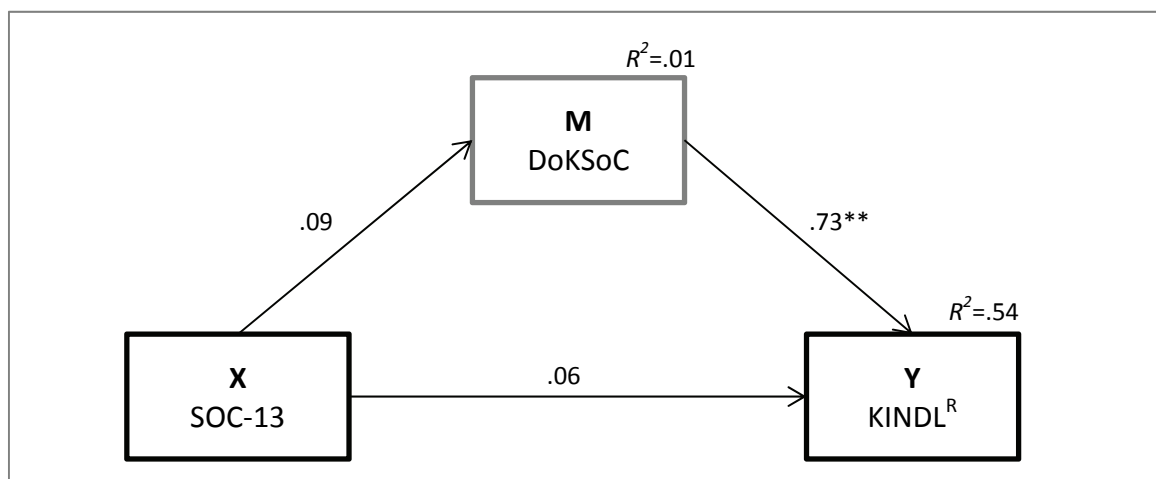 R²=.01
M
DoKSoC
.09
.73**
R²=.54
X
SOC-13
.06
Y
KINDLᴿ